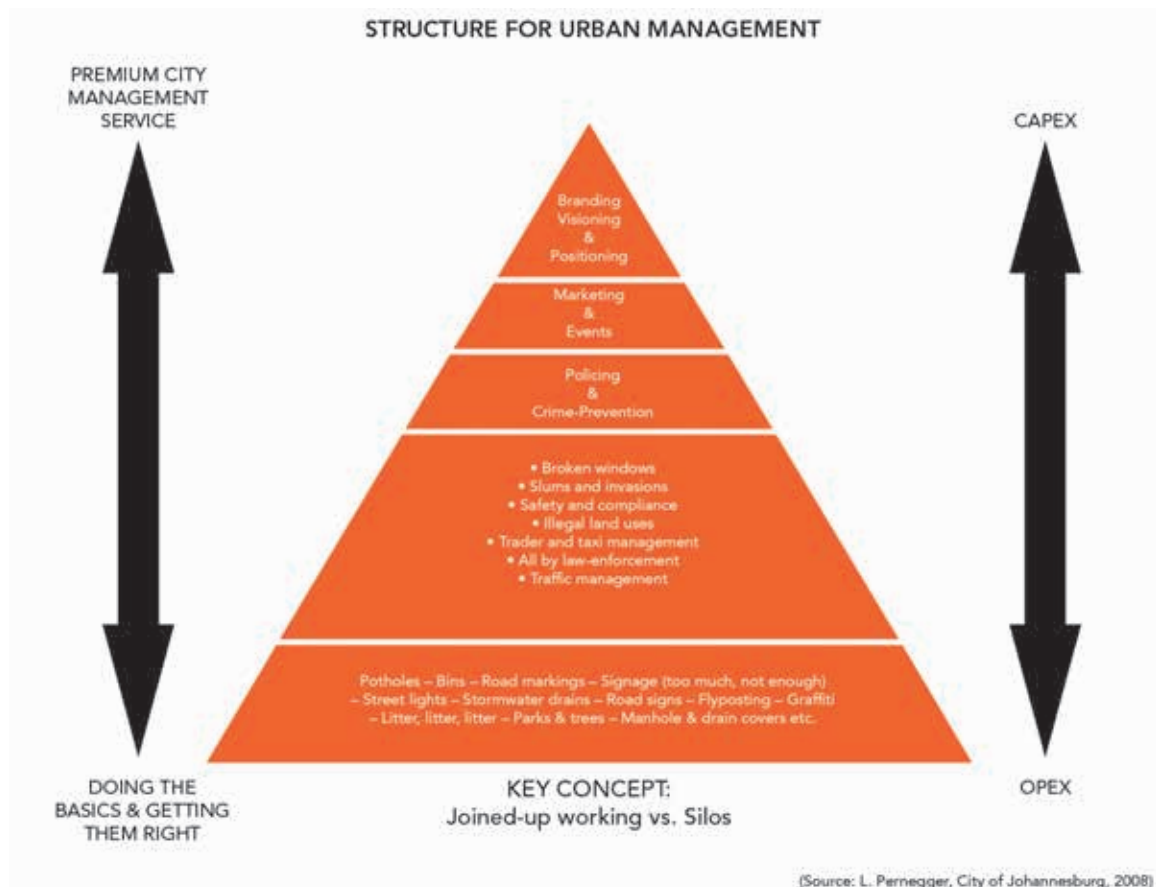 STRUCTURE FOR URBAN MANAGEMENT
PREMIUM CITY
MANAGEMENT
SERVICE
CAPEX
Branding
Visioning
&
Positioning
Marketing
&
Events
Policing
&
Crime-Prevention
• Broken windows
• Slums and invasions
• Safety and compliance
• Illegal land uses
• Trader and taxi management
• All by law-enforcement
• Traffic management
Potholes – Bins – Road markings – Signage (too much, not enough)
– Street lights – Stormwater drains – Road signs – Flyposting – Graffiti
– Litter, litter, litter – Parks & trees – Manhole & drain covers etc.
DOING THE
BASICS & GETTING
THEM RIGHT
KEY CONCEPT:
Joined-up working vs. Silos
OPEX
(Source: L. Pernegger, City of Johannesburg, 2008)